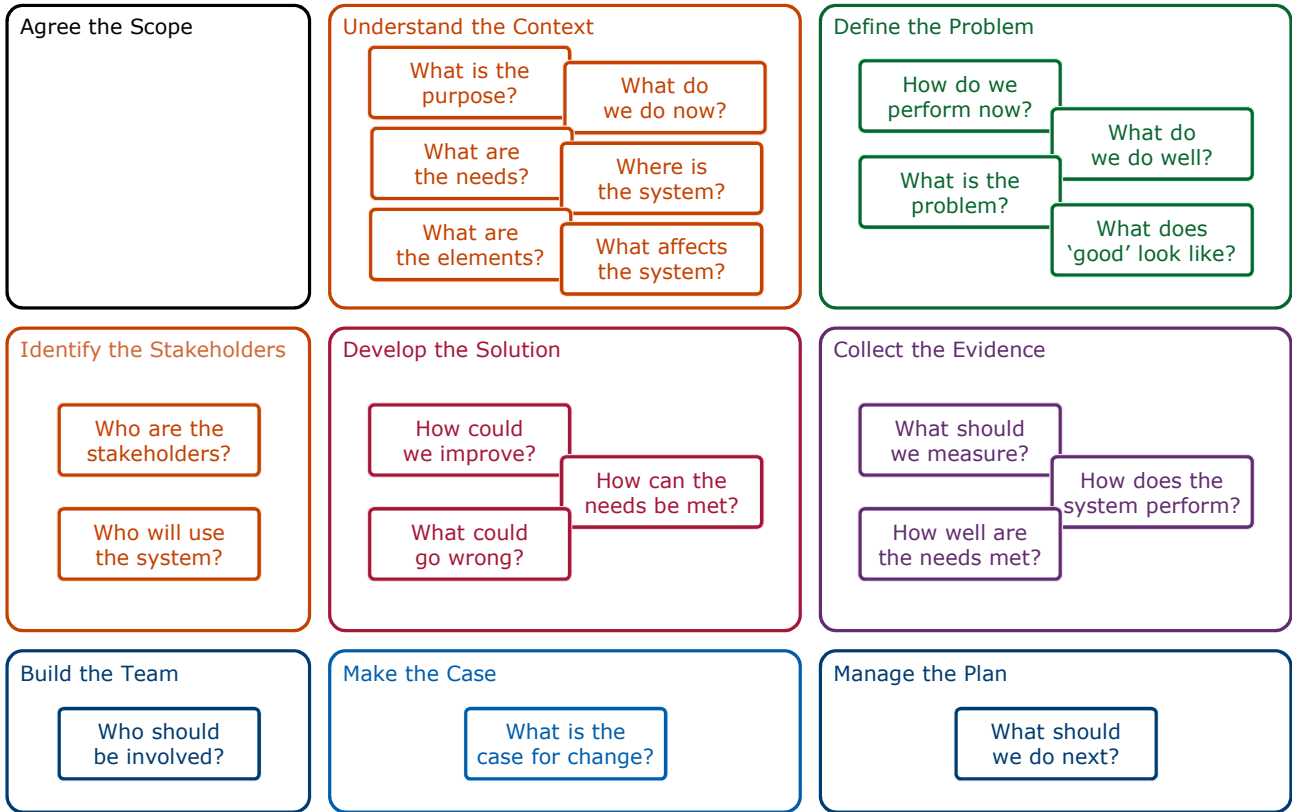 Agree the Scope
Understand the Context
What is the
purpose?
What do
we do now?
What are
the needs?
Where is
the system?
What are
the elements?
What affects
the system?
Define the Problem
How do we
perform now?
What do
we do well?
What is the
problem?
What does
‘good’ look like?
Identify the Stakeholders
Who are the
stakeholders?
Who will use
the system?
Develop the Solution
How could
we improve?
How can the
needs be met?
What could
go wrong?
Collect the Evidence
What should
we measure?
How does the
system perform?
How well are
the needs met?
Build the Team
Who should
be involved?
Make the Case
What is the
case for change?
Manage the Plan
What should
we do next?